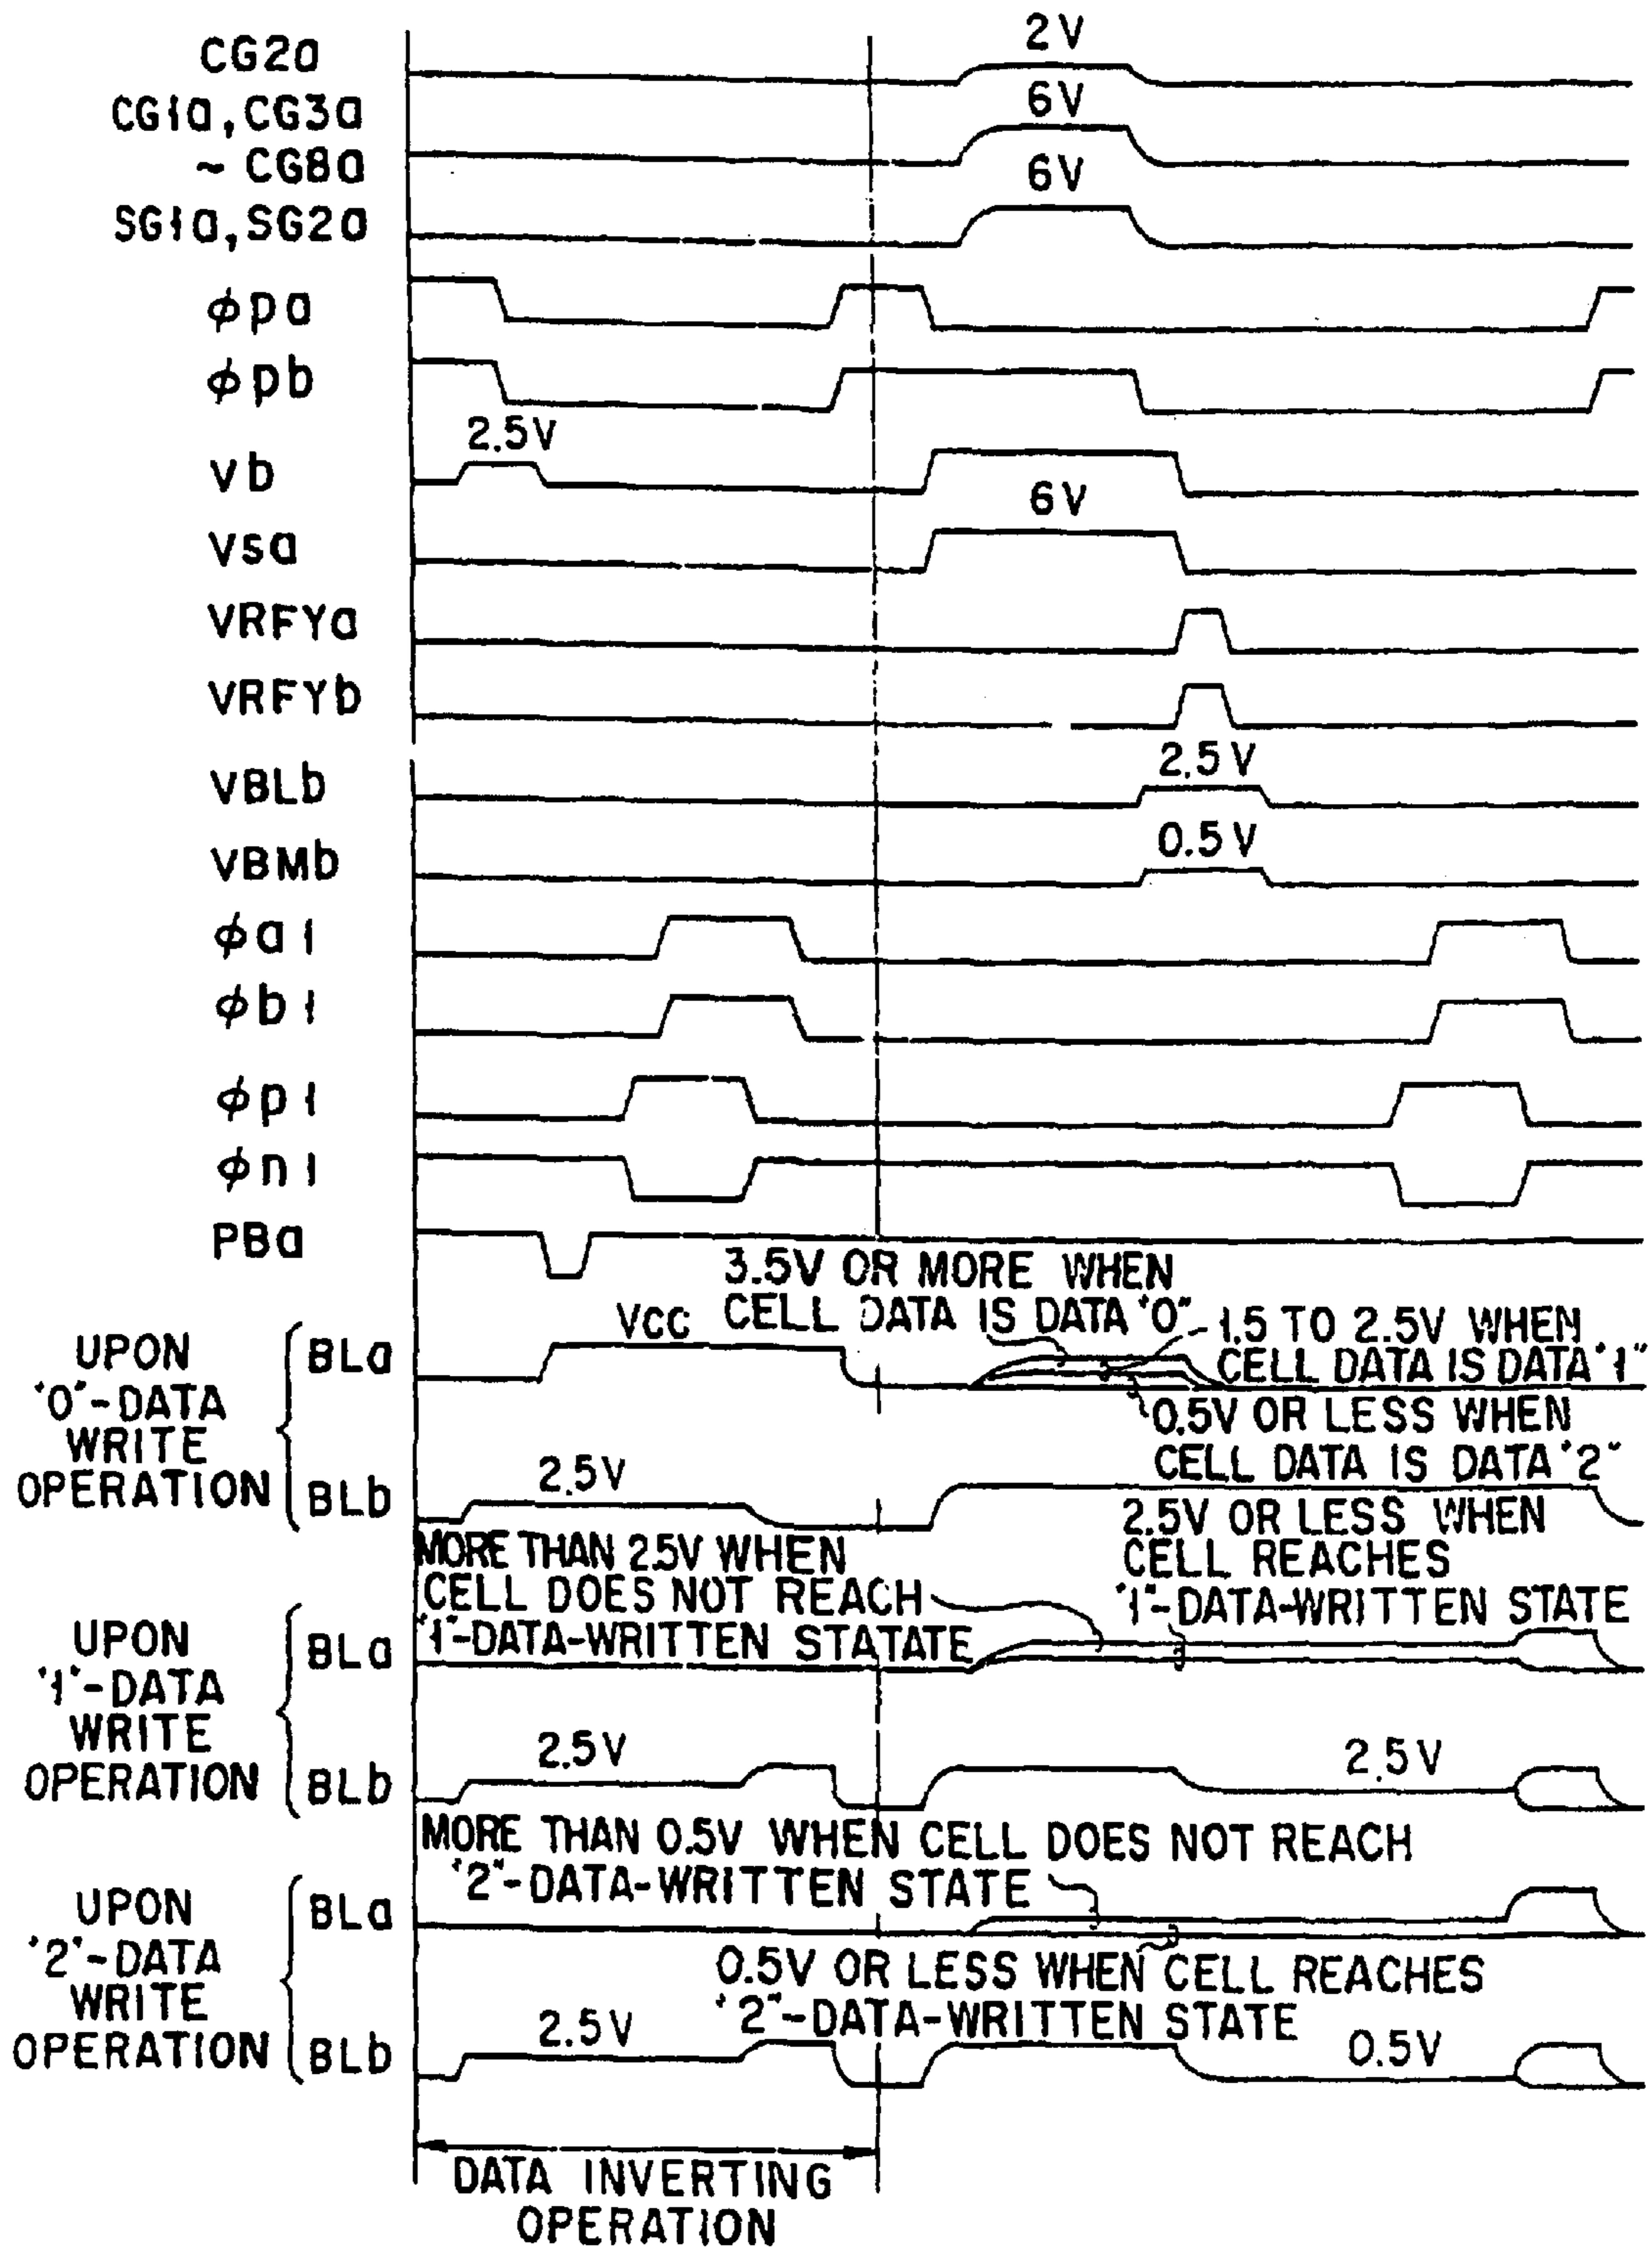 CG2a
2V
CG1a, CG3a
~ CG8a
6V
SG1a, SG2a
6V
φpa
φpb
2.5V
Vb
6V
Vsa
VRFYa
VRFYb
VBLb
2.5V
VBMb
0.5V
φa1
φb1
φp1
φn1
PBa
3.5V OR MORE WHEN
CELL DATA IS DATA "0"
1.5 TO 2.5V WHEN
CELL DATA IS DATA "1"
0.5V OR LESS WHEN
CELL DATA IS DATA "2"
UPON
"0"-DATA
WRITE
OPERATION
BLa
VCC
BLb
2.5V
2.5V OR LESS WHEN
CELL REACHES
"1"-DATA-WRITTEN STATE
MORE THAN 2.5V WHEN
CELL DOES NOT REACH
"1"-DATA-WRITTEN STATATE
UPON
"1"-DATA
WRITE
OPERATION
BLa
BLb
2.5V
2.5V
MORE THAN 0.5V WHEN CELL DOES NOT REACH
"2"-DATA-WRITTEN STATE
UPON
"2"-DATA
WRITE
OPERATION
BLa
0.5V OR LESS WHEN CELL REACHES
"2"-DATA-WRITTEN STATE
BLb
2.5V
0.5V
DATA INVERTING
OPERATION